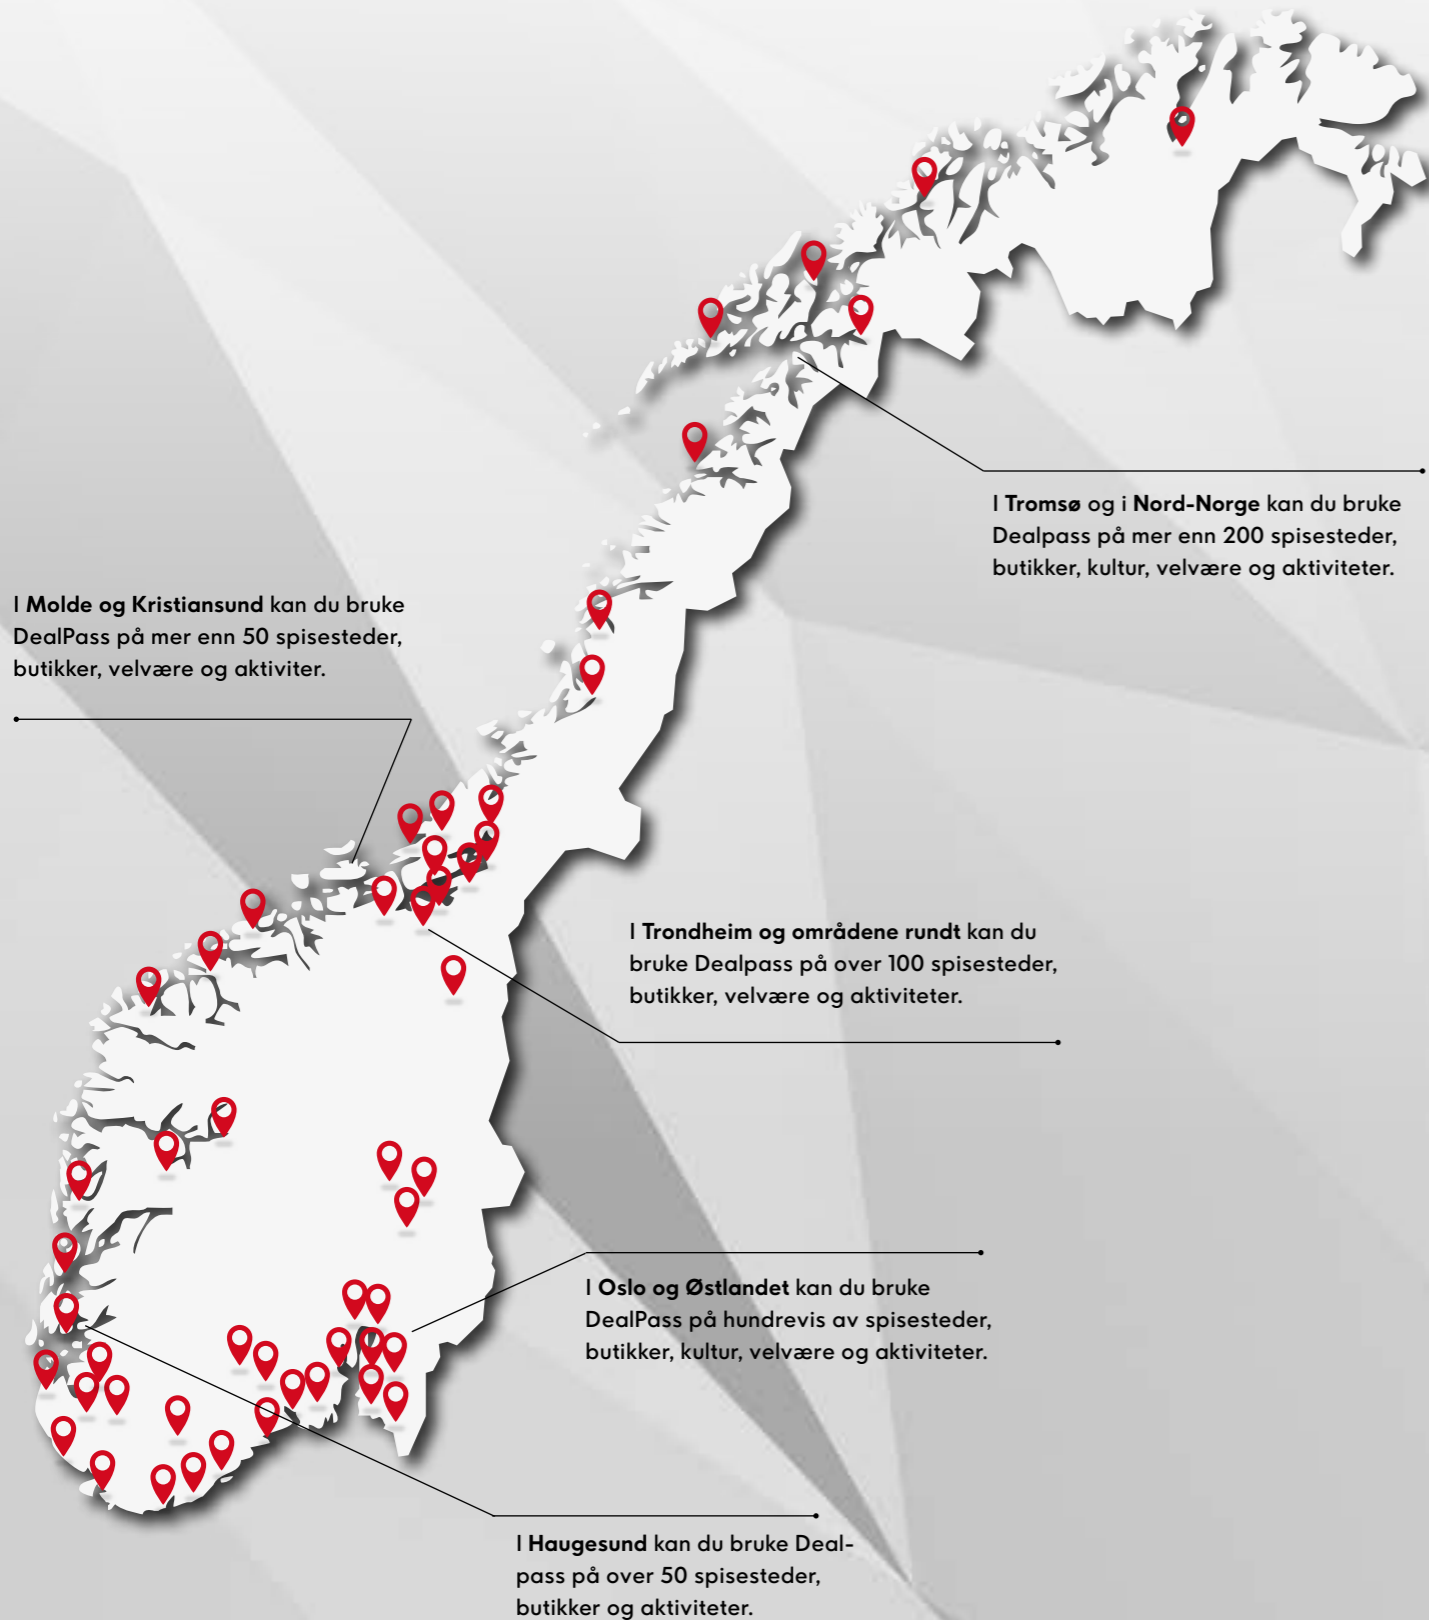 I Tromsø og i Nord-Norge kan du bruke
Dealpass på mer enn 200 spisesteder,
butikker, kultur, velvære og aktiviteter.
I Molde og Kristiansund kan du bruke
DealPass på mer enn 50 spisesteder,
butikker, velvære og aktiviter.
I Trondheim og områdene rundt kan du
bruke Dealpass på over 100 spisesteder,
butikker, velvære og aktiviteter.
I Oslo og Østlandet kan du bruke
DealPass på hundrevis av spisesteder,
butikker, kultur, velvære og aktiviteter.
I Haugesund kan du bruke Deal-
pass på over 50 spisesteder,
butikker og aktiviteter.